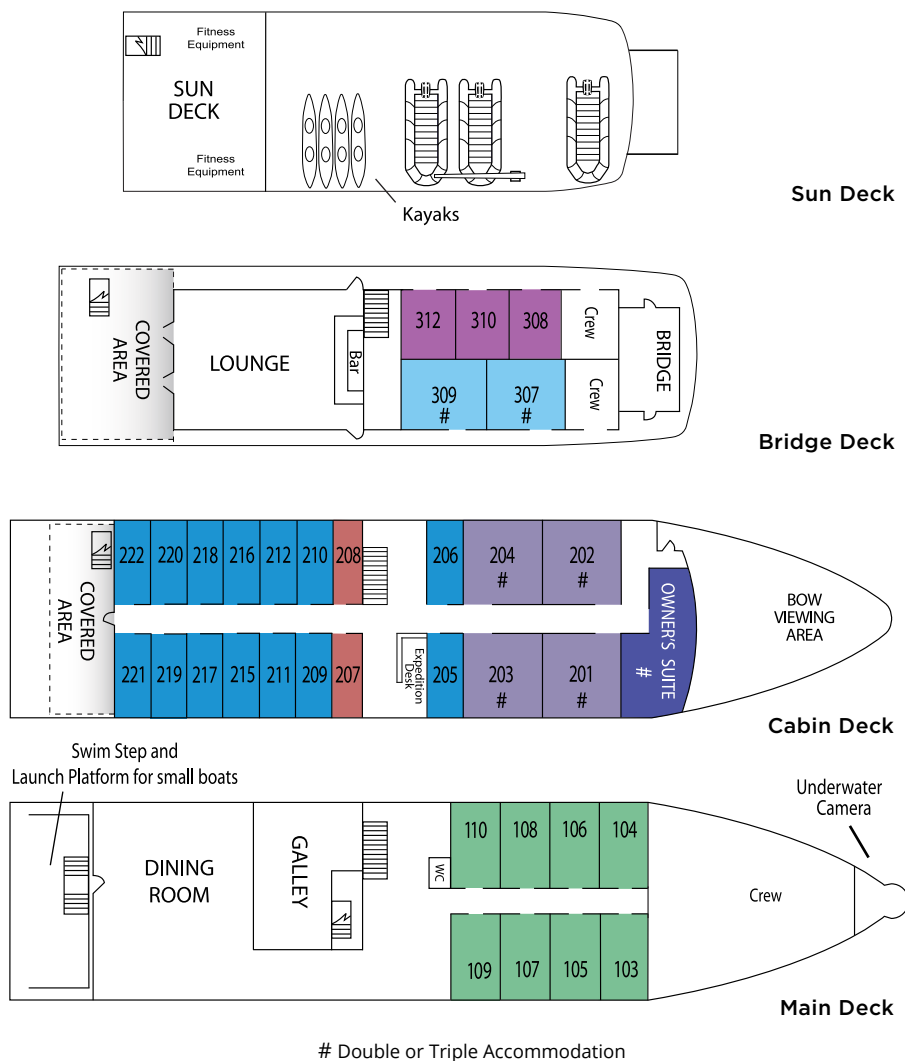 Fitness
Equipment
SUN
DECK
Fitness
Equipment
Kayaks
Sun Deck
COVERED
AREA
LOUNGE
Bar
312
310
308
Crew
309
#
307
#
Crew
BRIDGE
Bridge Deck
COVERED
AREA
222
220
218
216
212
210
208
206
204
#
202
#
221
219
217
215
211
209
207
Expedition
Desk
205
203
#
201
#
OWNER'S SUITE
#
BOW
VIEWING
AREA
Cabin Deck
Swim Step and
Launch Platform for small boats
Underwater
Camera
DINING
ROOM
GALLEY
WC
110
108
106
104
109
107
105
103
Crew
Main Deck
# Double or Triple Accommodation